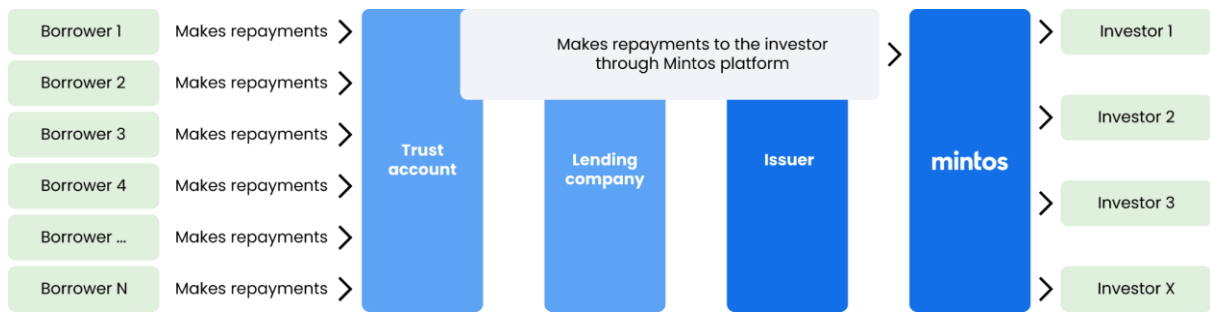 Borrower 1 Makes repayments
Borrower 2 Makes repayments
Borrower 3 Makes repayments
Borrower 4 Makes repayments
Borrower ... Makes repayments
Borrower N Makes repayments
Trust
account
Makes repayments to the investor
through Mintos platform
Lending
company
Issuer
mintos
Investor 1
Investor 2
Investor 3
Investor X